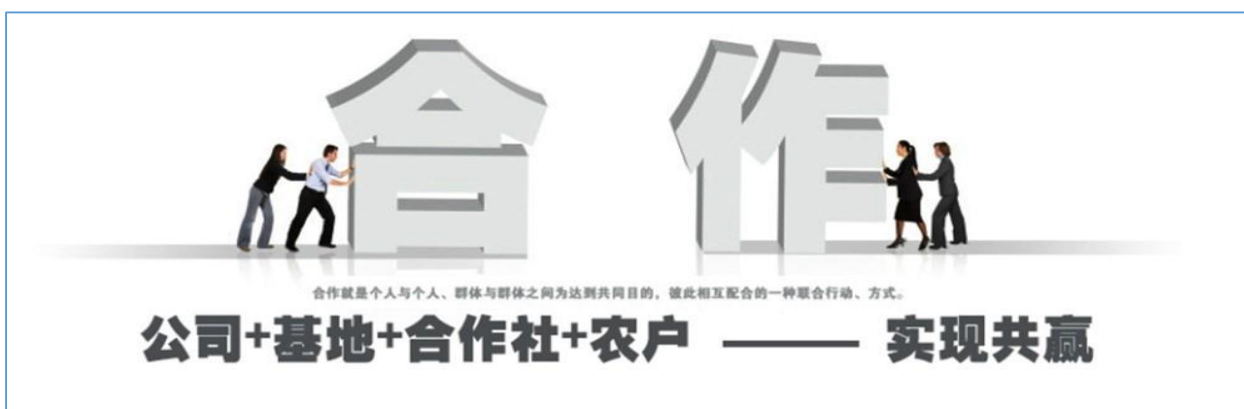 合作
合作就是个人与个人、群体与群体之间为达到共同目的，彼此相互配合的一种联合行动、方式。
公司+基地+合作社+农户 —— 实现共赢